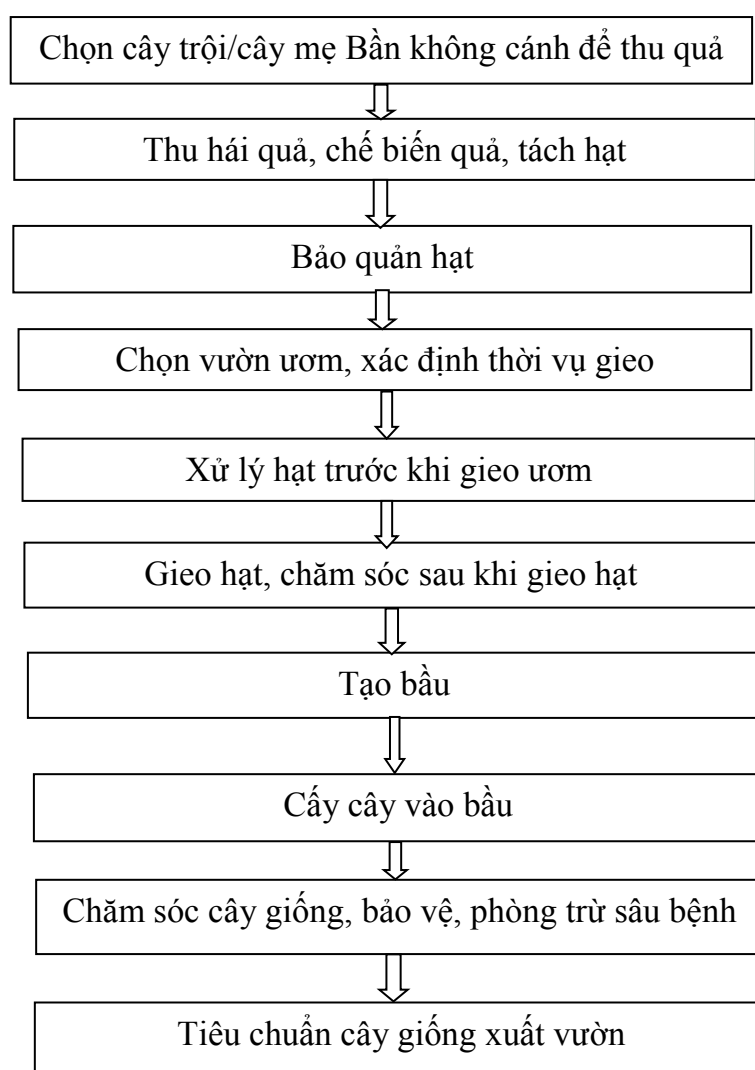 Chọn cây trội/cây mẹ Bần không cánh để thu quả
Thu hái quả, chế biến quả, tách hạt
Bảo quản hạt
Chọn vườn ươm, xác định thời vụ gieo
Xử lý hạt trước khi gieo ươm
Gieo hạt, chăm sóc sau khi gieo hạt
Tạo bầu
Cấy cây vào bầu
Chăm sóc cây giống, bảo vệ, phòng trừ sâu bệnh
Tiêu chuẩn cây giống xuất vườn